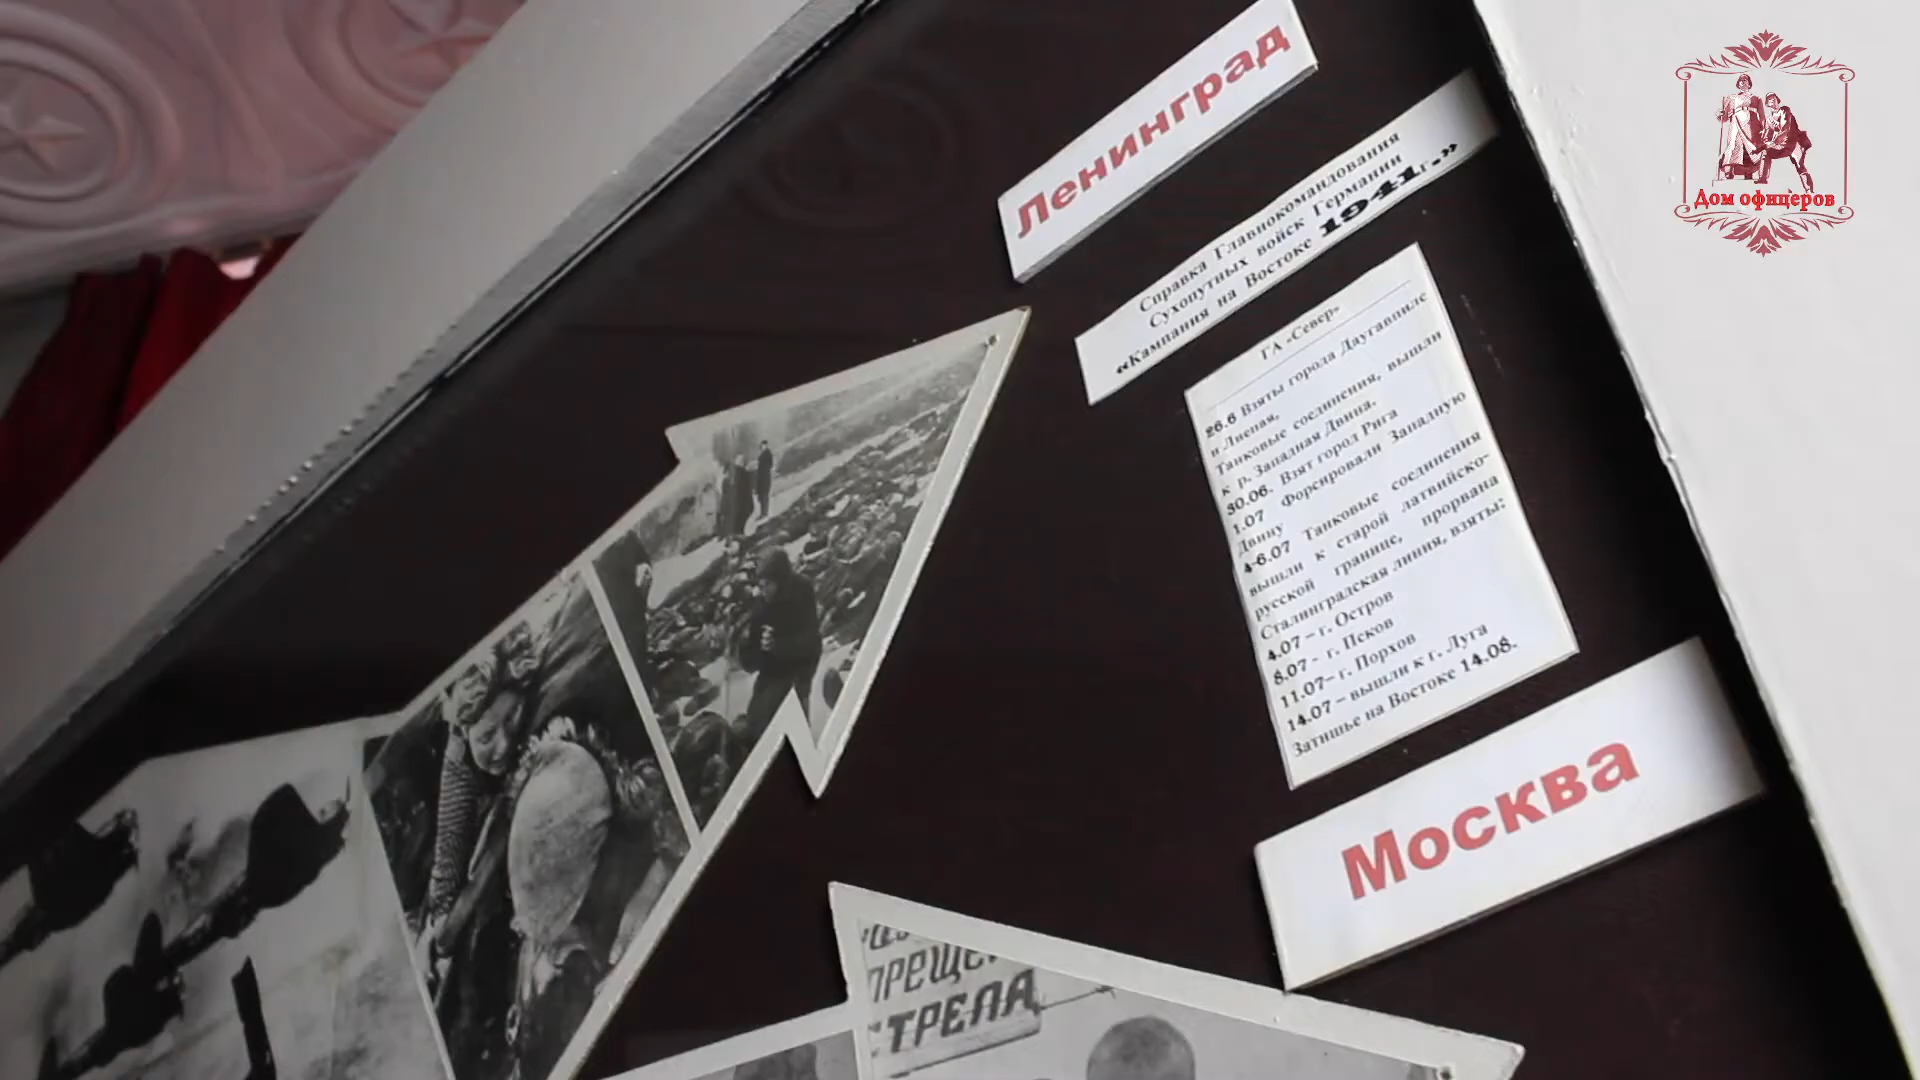 Ленинград
Справка Главнокомандования
Сухопутных войск Германии
«Кампания на Востоке 1941г.»
ГА «Север»
26.6 Взяты города Даугавпилс
и Лиепая,
Танковые соединения, вышли
к р. Западная Двина.
30.06. Взят город Рига
1.07 Форсировали Западную
Двину
4-6.07 Танковые соединения
вышли к старой латвийско-
русской границе, прорвана
Сталинградская линия, взяты:
4.07 – г. Остров
8.07 - г. Псков
11.07– г. Порхов
14.07 – вышли к г. Луга
Затишье на Востоке 14.08.
Москва
ПРЕЩЕ
СТРЕЛА
Дом офицеров